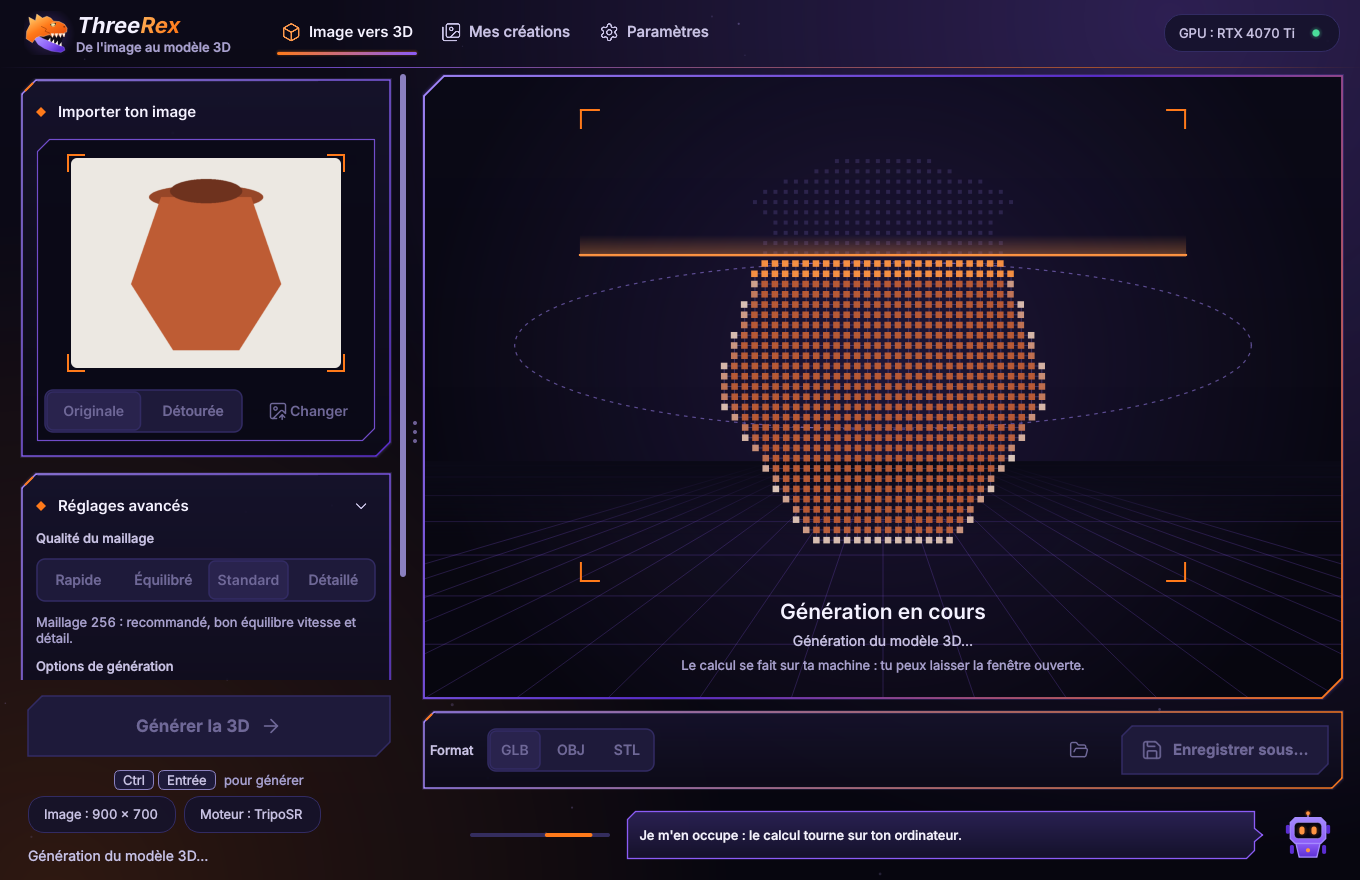 ThreeRex
De l'image au modèle 3D
Image vers 3D
Mes créations
Paramètres
GPU : RTX 4070 Ti
Importer ton image
Originale
Détourée
Changer
Réglages avancés
Qualité du maillage
Rapide
Équilibré
Standard
Détaillé
Maillage 256 : recommandé, bon équilibre vitesse et
détail.
Options de génération
Générer la 3D
Ctrl
Entrée
pour générer
Image : 900 × 700
Moteur : TripoSR
Génération du modèle 3D...
Génération en cours
Génération du modèle 3D...
Le calcul se fait sur ta machine : tu peux laisser la fenêtre ouverte.
Format
GLB
OBJ
STL
Enregistrer sous...
Je m'en occupe : le calcul tourne sur ton ordinateur.